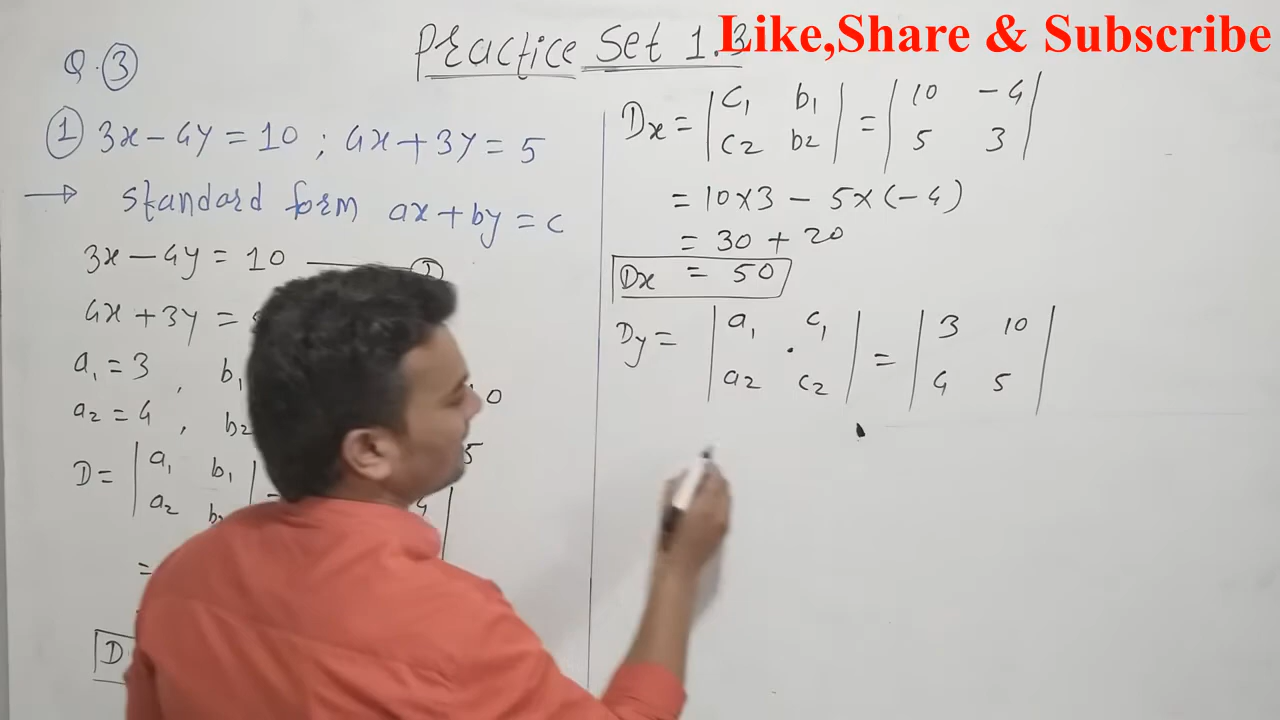 Like,Share & Subscribe
Practice Set 1.3
Q. 3
1 3x - 4y = 10 ; 4x + 3y = 5
→ standard form ax + by = c
3x - 4y = 10
4x + 3y =
a₁ = 3 , b₁
a₂ = 4 , b₂
D = | a₁ b₁ |
| a₂ b₂
=
D
Dx = | c₁ b₁ | = | 10 -4 |
| c₂ b₂ | | 5 3 |
= 10×3 - 5×(-4)
= 30 + 20
Dx = 50
Dy = | a₁ c₁ | = | 3 10 |
| a₂ c₂ | | 4 5 |